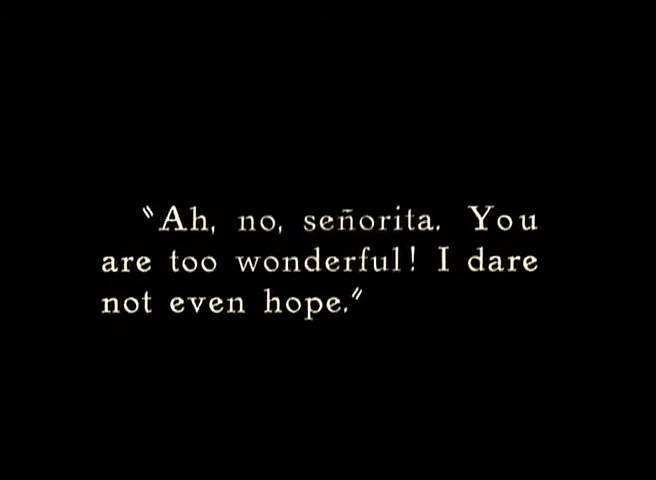 "Ah, no, señorita. You
are too wonderful! I dare
not even hope."